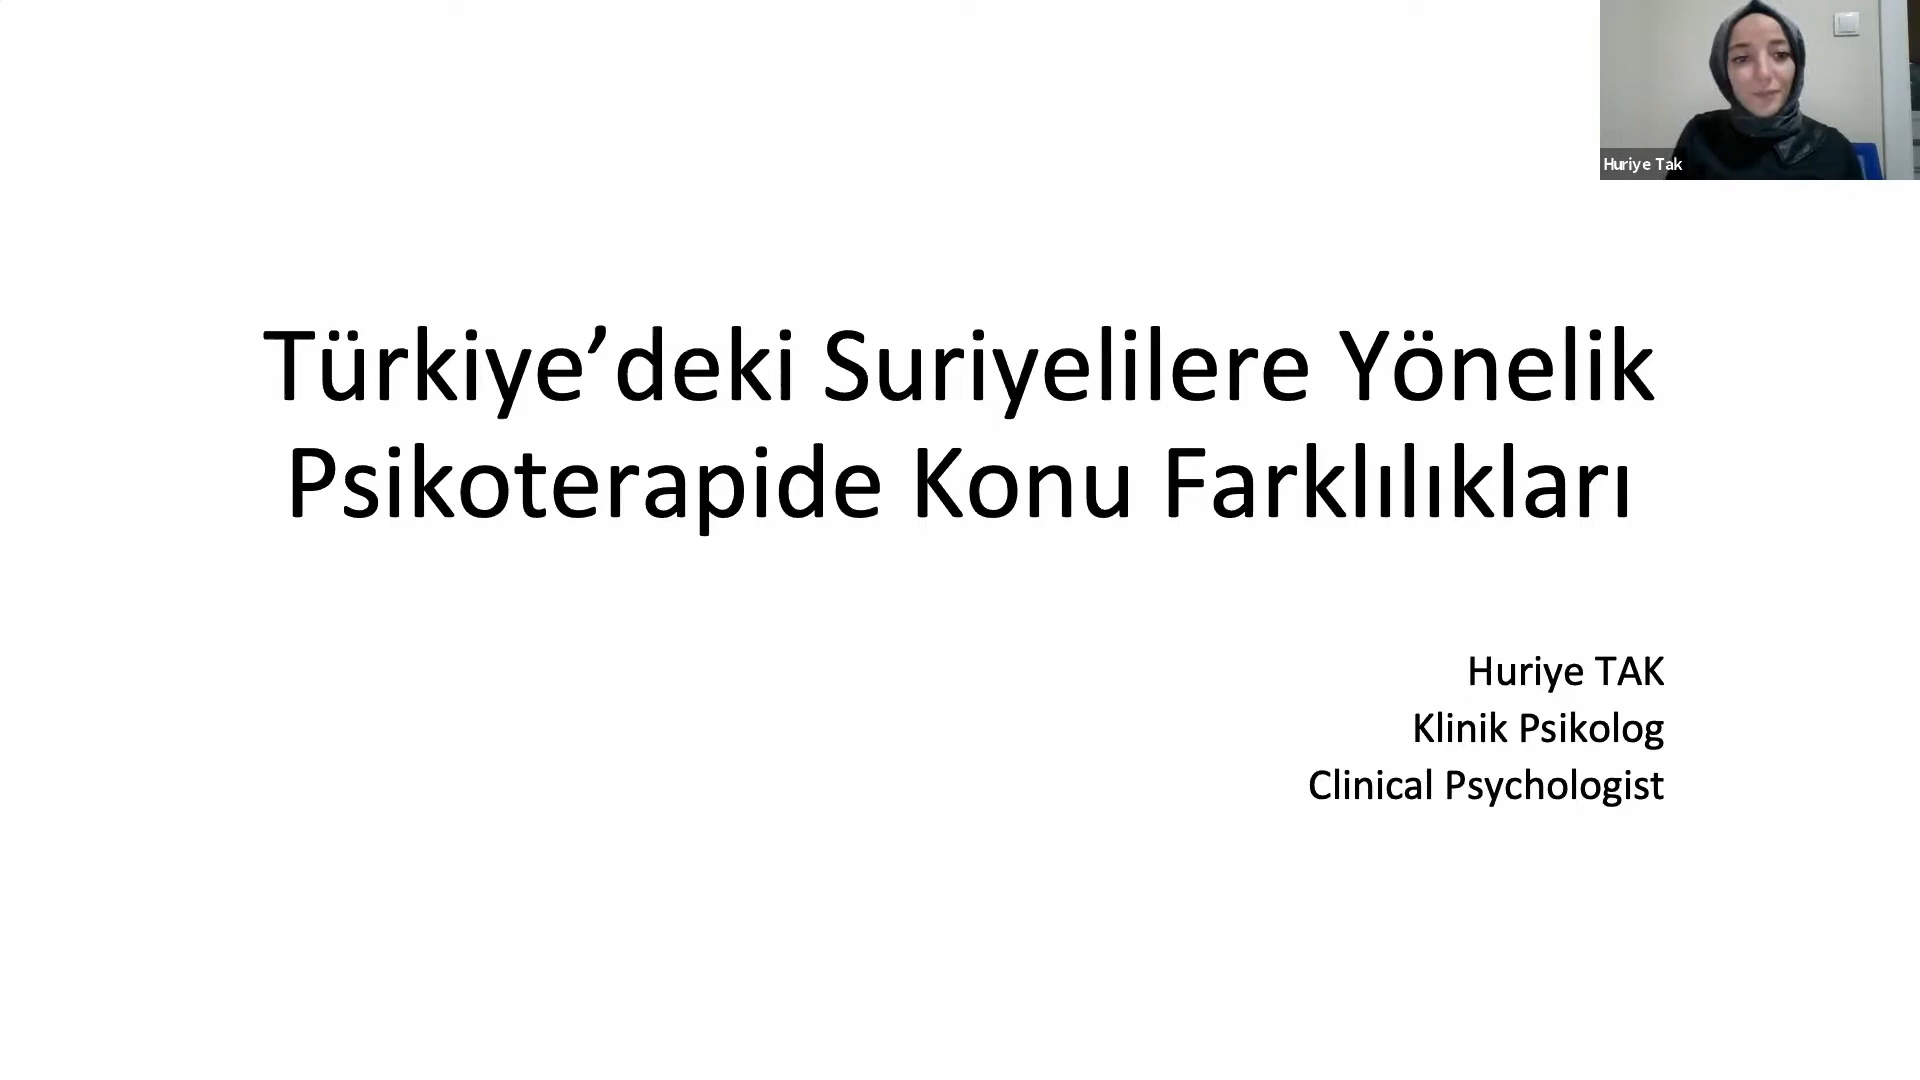 Huriye Tak
Türkiye’deki Suriyelilere Yönelik
Psikoterapide Konu Farklılıkları
Huriye TAK
Klinik Psikolog
Clinical Psychologist